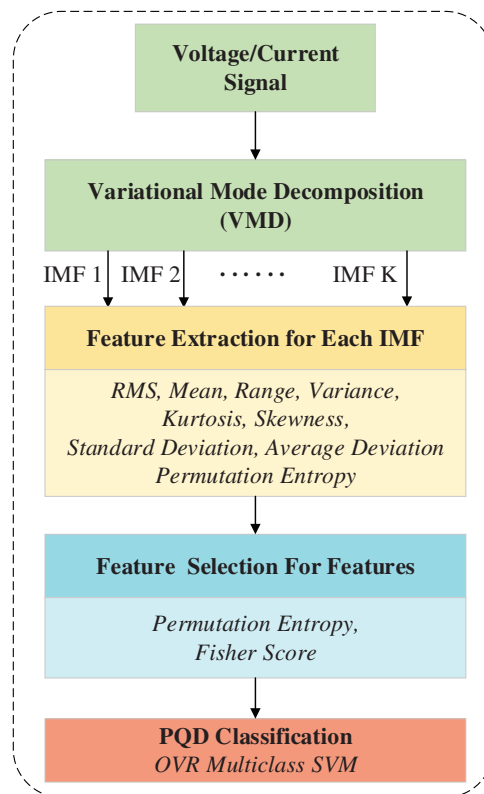 Voltage/Current
Signal
Variational Mode Decomposition
(VMD)
IMF 1 IMF 2 ...... IMF K
Feature Extraction for Each IMF
RMS, Mean, Range, Variance,
Kurtosis, Skewness,
Standard Deviation, Average Deviation
Permutation Entropy
Feature Selection For Features
Permutation Entropy,
Fisher Score
PQD Classification
OVR Multiclass SVM